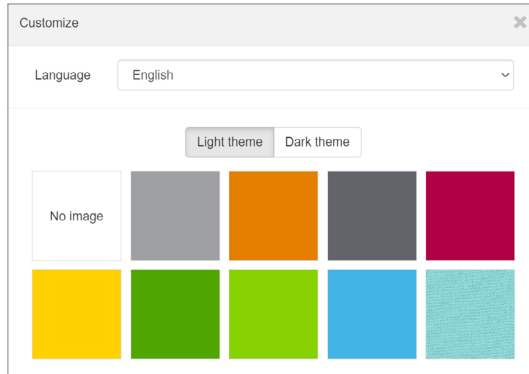 Customize
Language English
Light theme Dark theme
No image